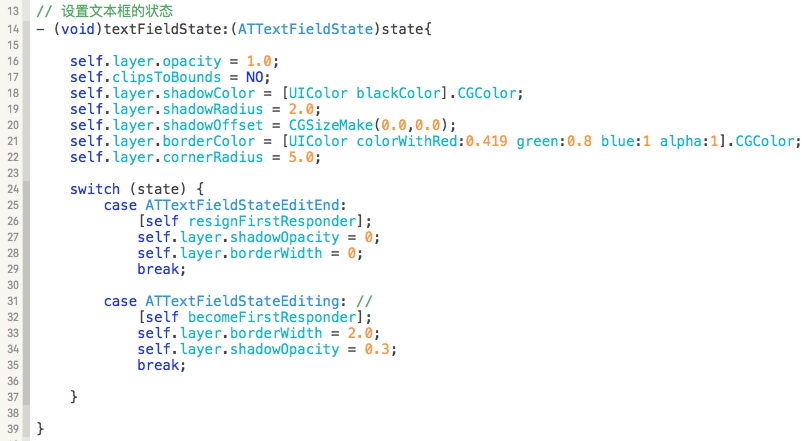 13 // 设置文本框的状态
14 - (void)textFieldState:(ATTextFieldState)state{
15
16 self.layer.opacity = 1.0;
17 self.clipsToBounds = NO;
18 self.layer.shadowColor = [UIColor blackColor].CGColor;
19 self.layer.shadowRadius = 2.0;
20 self.layer.shadowOffset = CGSizeMake(0.0,0.0);
21 self.layer.borderColor = [UIColor colorWithRed:0.419 green:0.8 blue:1 alpha:1].CGColor;
22 self.layer.cornerRadius = 5.0;
23
24 switch (state) {
25 case ATTextFieldStateEditEnd:
26 [self resignFirstResponder];
27 self.layer.shadowOpacity = 0;
28 self.layer.borderWidth = 0;
29 break;
30
31 case ATTextFieldStateEditing: //
32 [self becomeFirstResponder];
33 self.layer.borderWidth = 2.0;
34 self.layer.shadowOpacity = 0.3;
35 break;
36
37 }
38
39 }